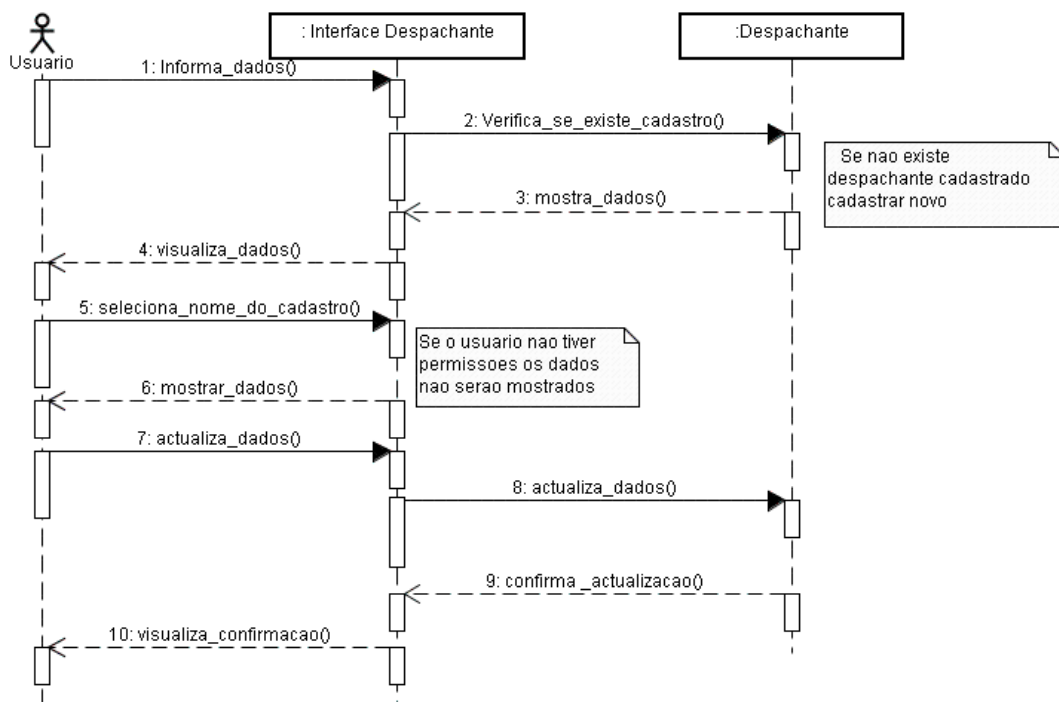 : Interface Despachante
:Despachante
Usuario
1: Informa_dados()
2: Verifica_se_existe_cadastro()
Se nao existe
despachante cadastrado
cadastrar novo
3: mostra_dados()
4: visualiza_dados()
5: seleciona_nome_do_cadastro()
Se o usuario nao tiver
permissoes os dados
nao serao mostrados
6: mostrar_dados()
7: actualiza_dados()
8: actualiza_dados()
9: confirma _actualizacao()
10: visualiza_confirmacao()